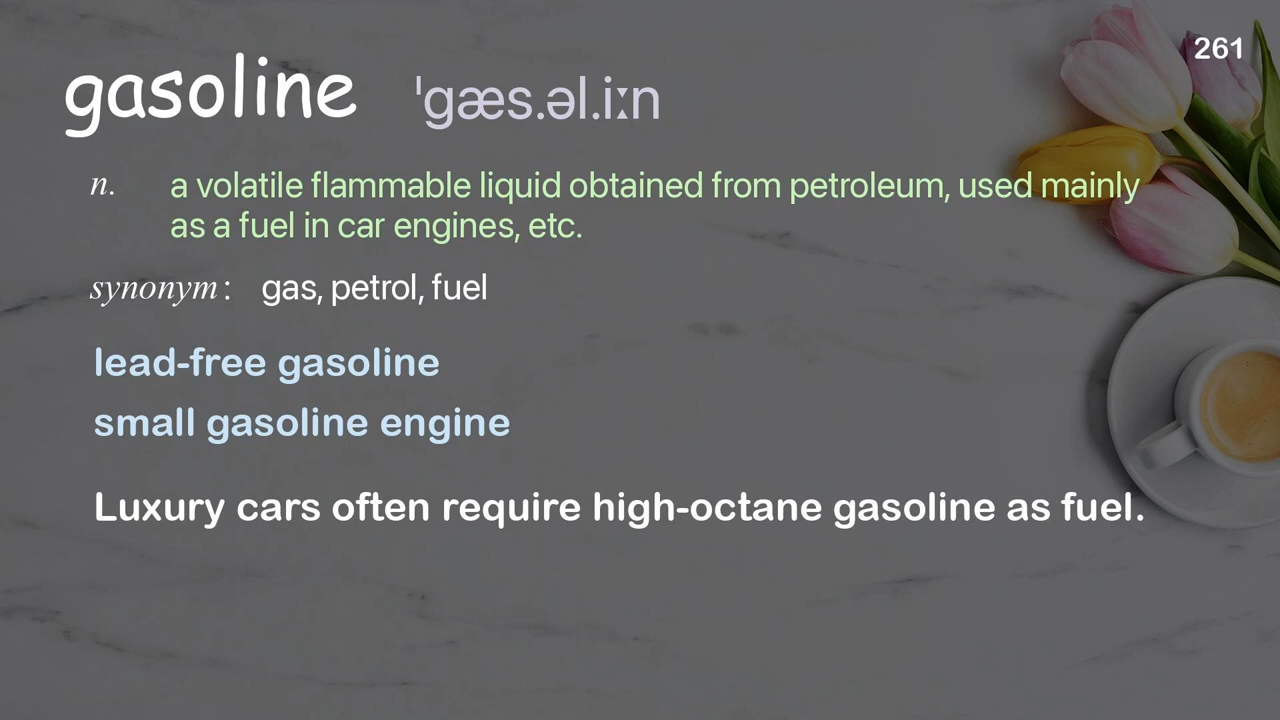 261
gasoline ˈɡæs.əl.iːn
n. a volatile flammable liquid obtained from petroleum, used mainly
as a fuel in car engines, etc.
synonym: gas, petrol, fuel
lead-free gasoline
small gasoline engine
Luxury cars often require high-octane gasoline as fuel.